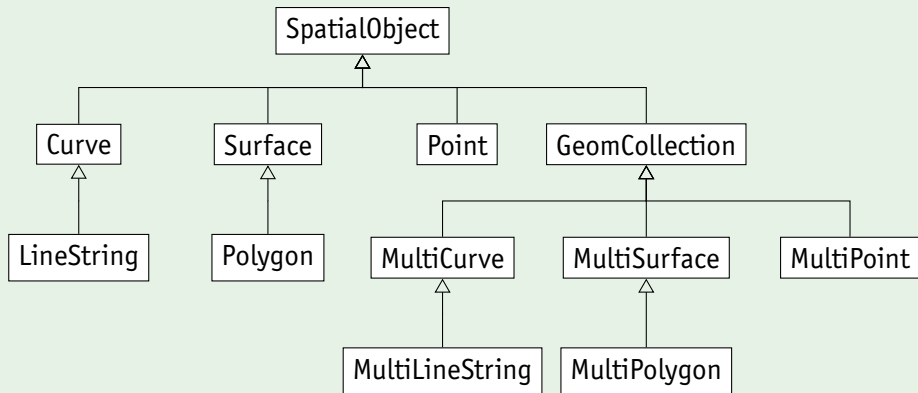 SpatialObject
Curve
Surface
Point
GeomCollection
LineString
Polygon
MultiCurve
MultiSurface
MultiPoint
MultiLineString
MultiPolygon